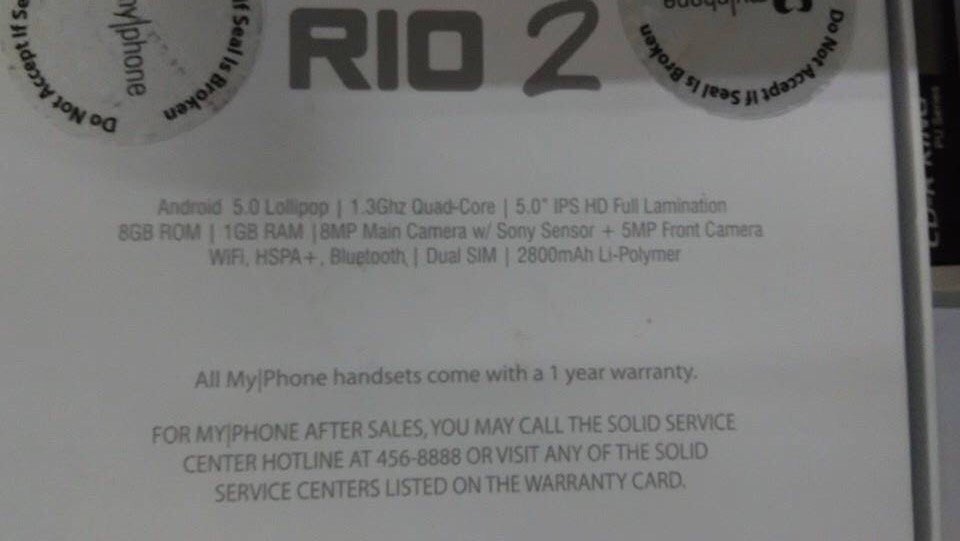 Do Not Accept If Seal Is Broken
RIO 2
Do Not Accept If Seal Is Broken
Android 5.0 Lollipop | 1.3Ghz Quad-Core | 5.0" IPS HD Full Lamination
8GB ROM | 1GB RAM |8MP Main Camera w/ Sony Sensor + 5MP Front Camera
WiFi, HSPA+, Bluetooth | Dual SIM | 2800mAh Li-Polymer
All My|Phone handsets come with a 1 year warranty.
FOR MY|PHONE AFTER SALES, YOU MAY CALL THE SOLID SERVICE
CENTER HOTLINE AT 456-8888 OR VISIT ANY OF THE SOLID
SERVICE CENTERS LISTED ON THE WARRANTY CARD.
PU Series